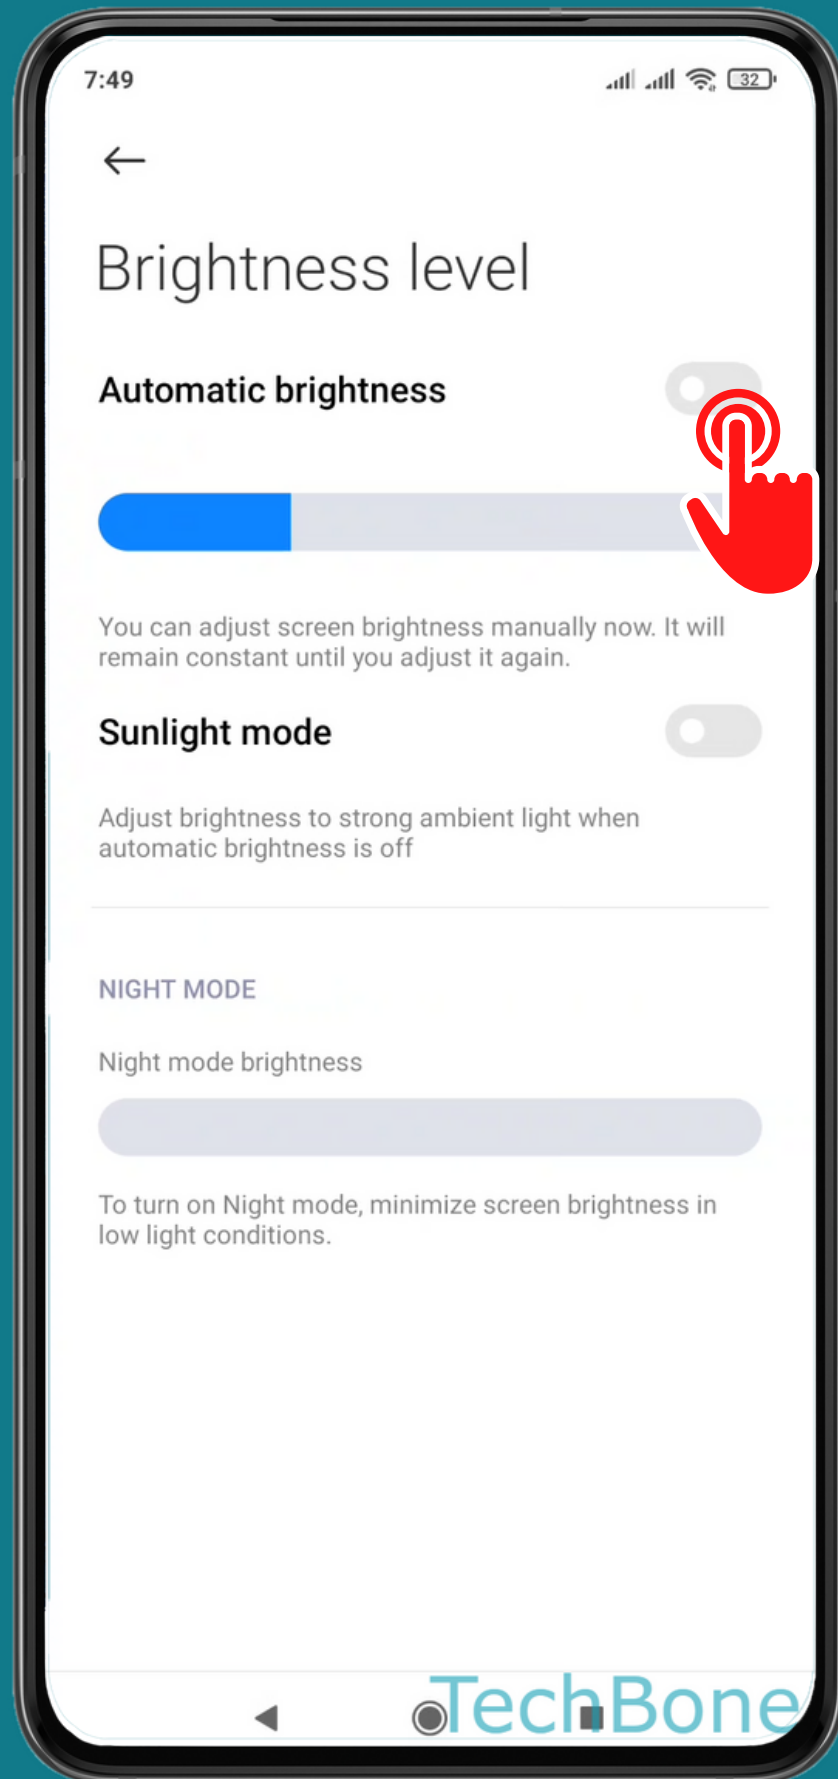 7:49
32
Brightness level
Automatic brightness
You can adjust screen brightness manually now. It will
remain constant until you adjust it again.
Sunlight mode
Adjust brightness to strong ambient light when
automatic brightness is off
NIGHT MODE
Night mode brightness
To turn on Night mode, minimize screen brightness in
low light conditions.
TechBone